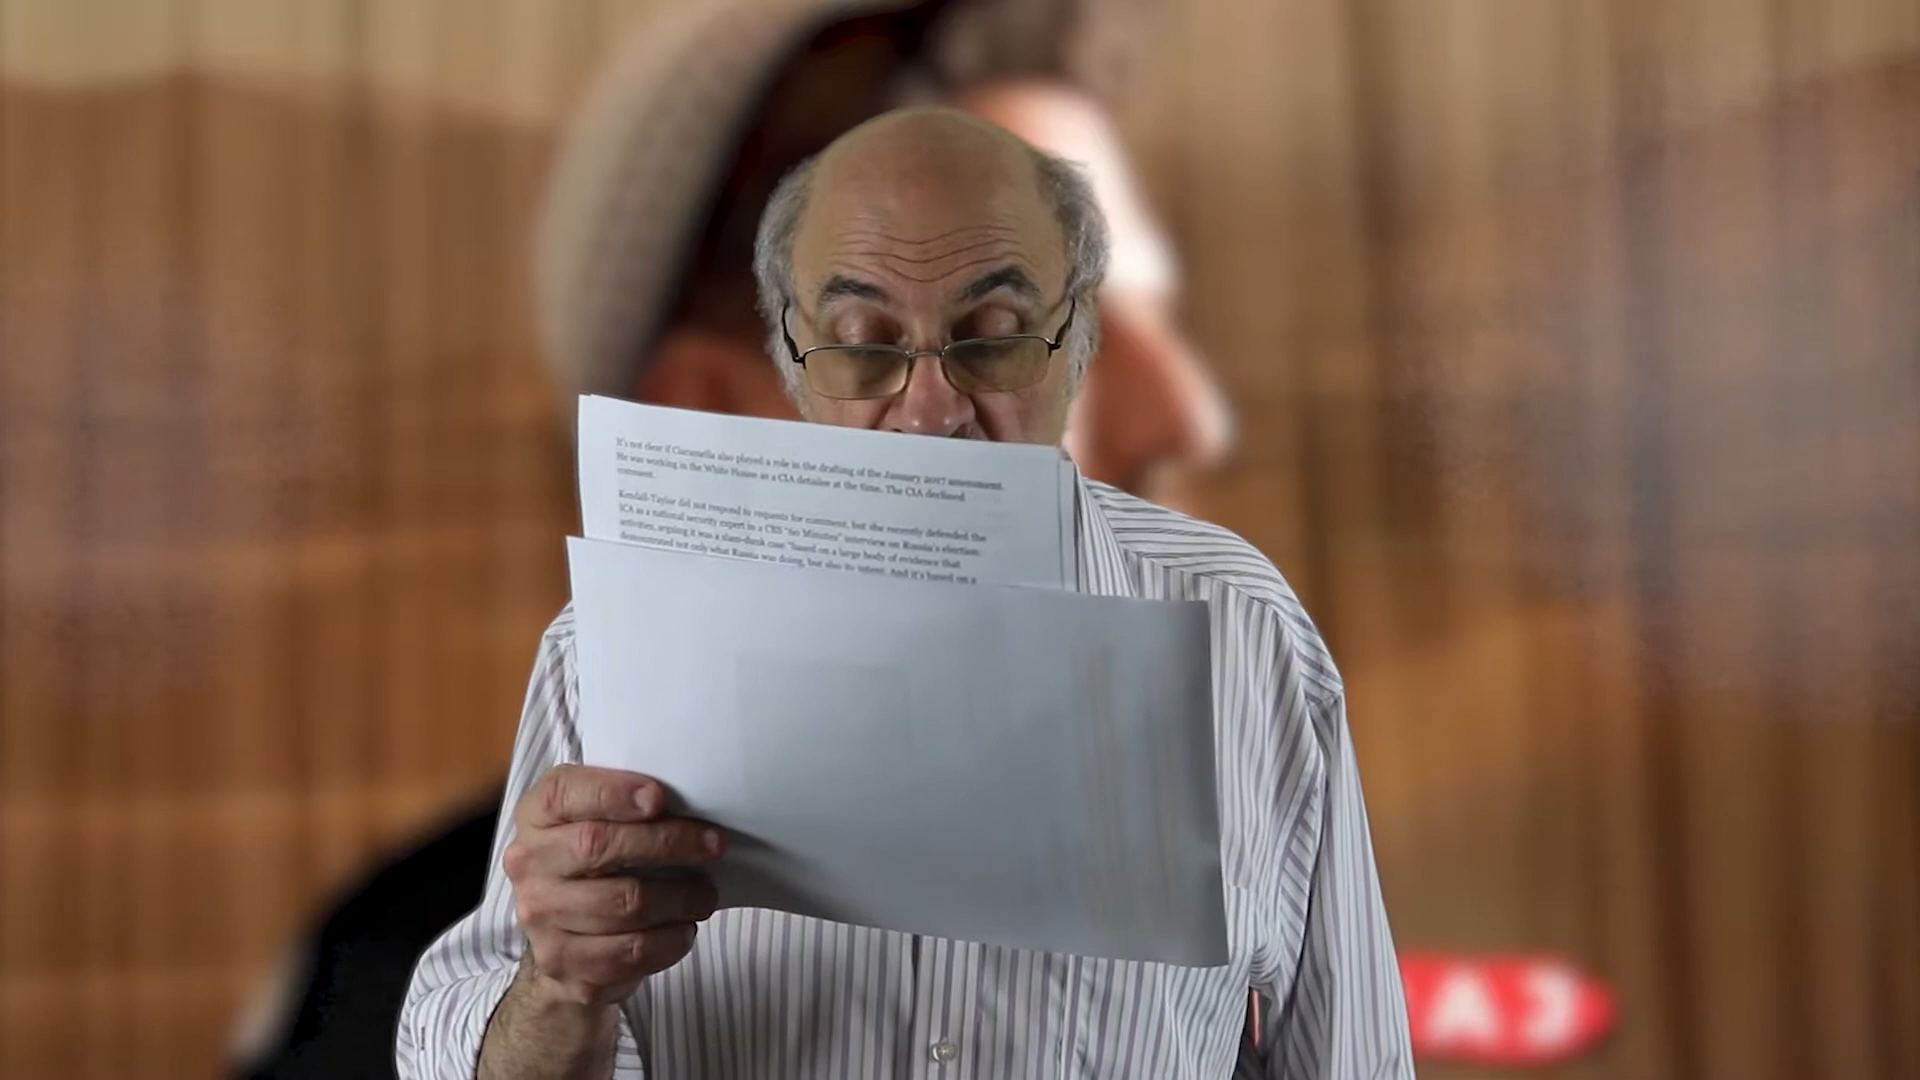 It's not clear if Ciaramella also played a role in the drafting of the January 2017 assessment.
He was working in the White House as a CIA detailee at the time. The CIA declined
comment.
Kendall-Taylor did not respond to requests for comment, but she recently defended the
ICA as a national security expert in a CBS "60 Minutes" interview on Russia's election
activities, arguing it was a slam-dunk case "based on a large body of evidence that
demonstrated not only what Russia was doing, but also its intent. And it's based on a
A3